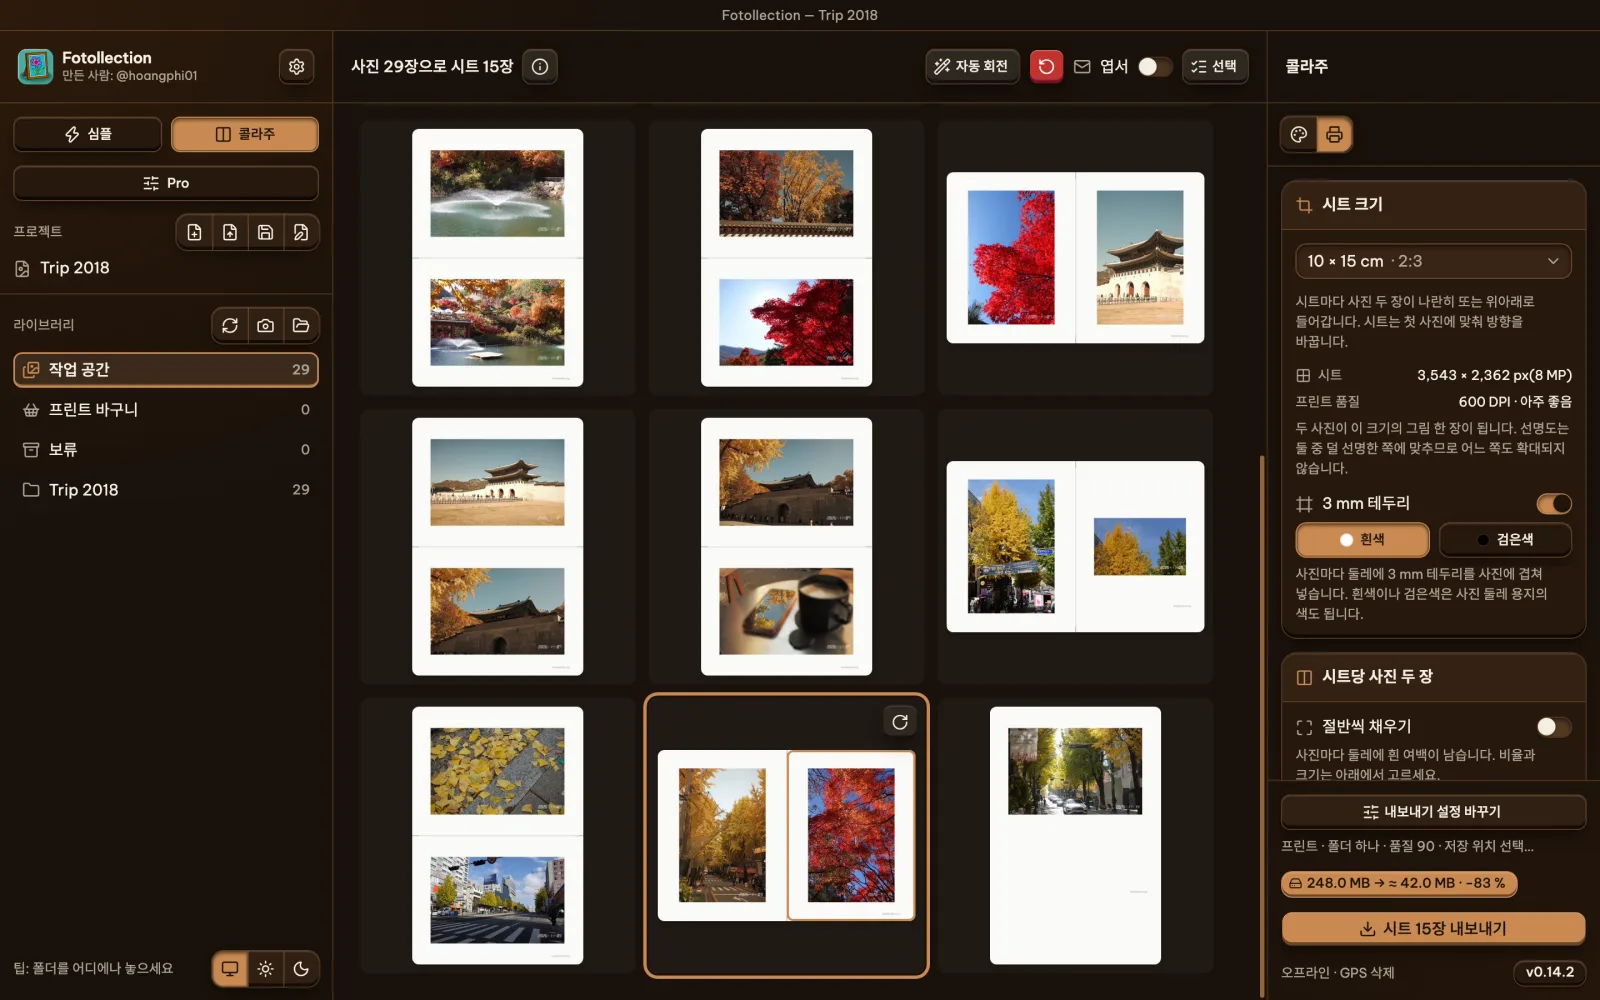 Fotollection — Trip 2018
Fotollection
만든 사람: @hoangphi01
심플
콜라주
Pro
프로젝트
Trip 2018
라이브러리
작업 공간 29
프린트 바구니 0
보류 0
Trip 2018 29
팁: 폴더를 어디에나 놓으세요
사진 29장으로 시트 15장
자동 회전
엽서
선택
콜라주
시트 크기
10 × 15 cm · 2:3
시트마다 사진 두 장이 나란히 또는 위아래로
들어갑니다. 시트는 첫 사진에 맞춰 방향을
바꿉니다.
시트 3,543 × 2,362 px(8 MP)
프린트 품질 600 DPI · 아주 좋음
두 사진이 이 크기의 그림 한 장이 됩니다. 선명도는
둘 중 덜 선명한 쪽에 맞추므로 어느 쪽도 확대되지
않습니다.
3 mm 테두리
흰색
검은색
사진마다 둘레에 3 mm 테두리를 사진에 겹쳐
넣습니다. 흰색이나 검은색은 사진 둘레 용지의
색도 됩니다.
시트당 사진 두 장
절반씩 채우기
사진마다 둘레에 흰 여백이 남습니다. 비율과
크기는 아래에서 고르세요.
내보내기 설정 바꾸기
프린트 · 폴더 하나 · 품질 90 · 저장 위치 선택...
248.0 MB → ≈ 42.0 MB · -83 %
시트 15장 내보내기
오프라인 · GPS 삭제
v0.14.2